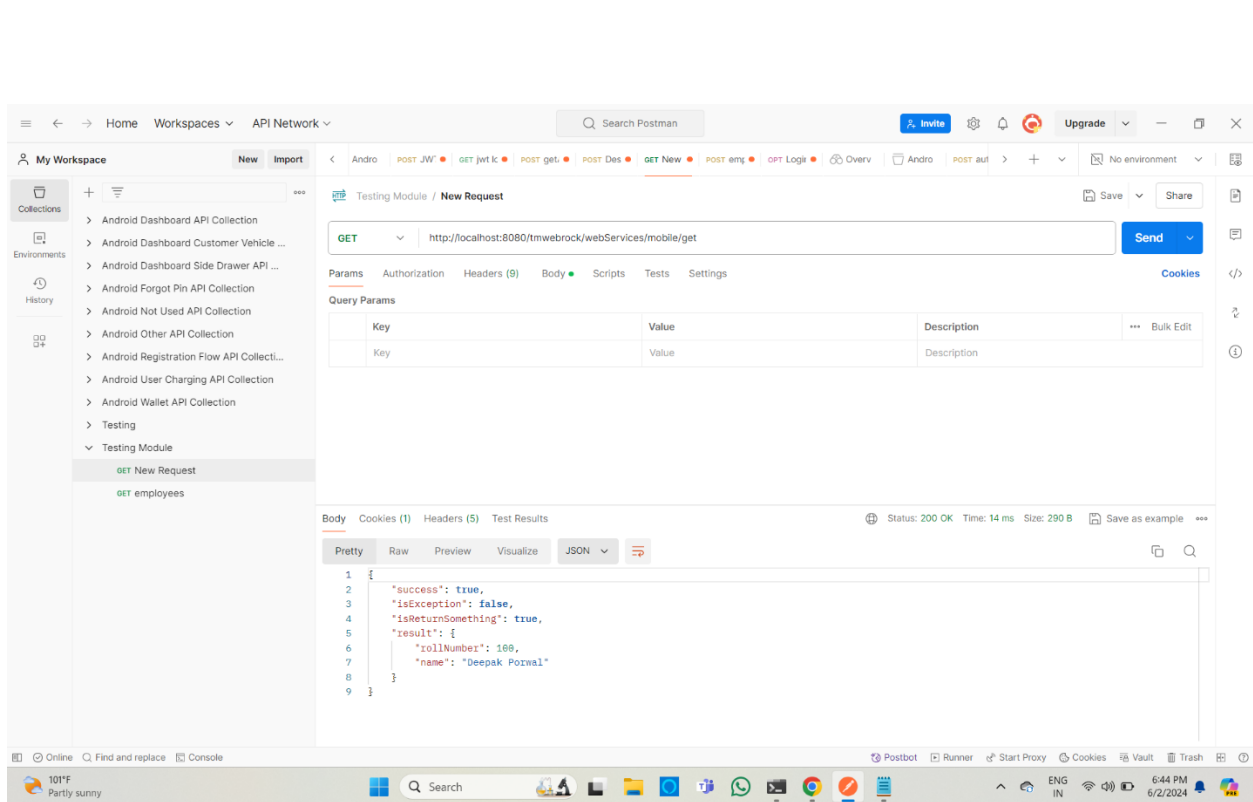 Home Workspaces API Network Search Postman Invite Upgrade
My Workspace New Import Andro POST JW GET jwt lc POST get. POST Des GET New POST emp OPT Logir Overv Andro POST aut No environment
Collections
Environments
History
Android Dashboard API Collection
Android Dashboard Customer Vehicle ...
Android Dashboard Side Drawer API ...
Android Forgot Pin API Collection
Android Not Used API Collection
Android Other API Collection
Android Registration Flow API Collecti...
Android User Charging API Collection
Android Wallet API Collection
Testing
Testing Module
GET New Request
GET employees
HTTP Testing Module / New Request Save Share
GET http://localhost:8080/tmwebrock/webServices/mobile/get Send
Params Authorization Headers (9) Body Scripts Tests Settings Cookies
Query Params
Key Value Description Bulk Edit
Key Value Description
Body Cookies (1) Headers (5) Test Results Status: 200 OK Time: 14 ms Size: 290 B Save as example
Pretty Raw Preview Visualize JSON
1 {
2 "success": true,
3 "isException": false,
4 "isReturnSomething": true,
5 "result": {
6 "rollNumber": 100,
7 "name": "Deepak Porwal"
8 }
9 }
Online Find and replace Console Postbot Runner Start Proxy Cookies Vault Trash
101°F
Partly sunny
Search
ENG
IN
6:44 PM
6/2/2024